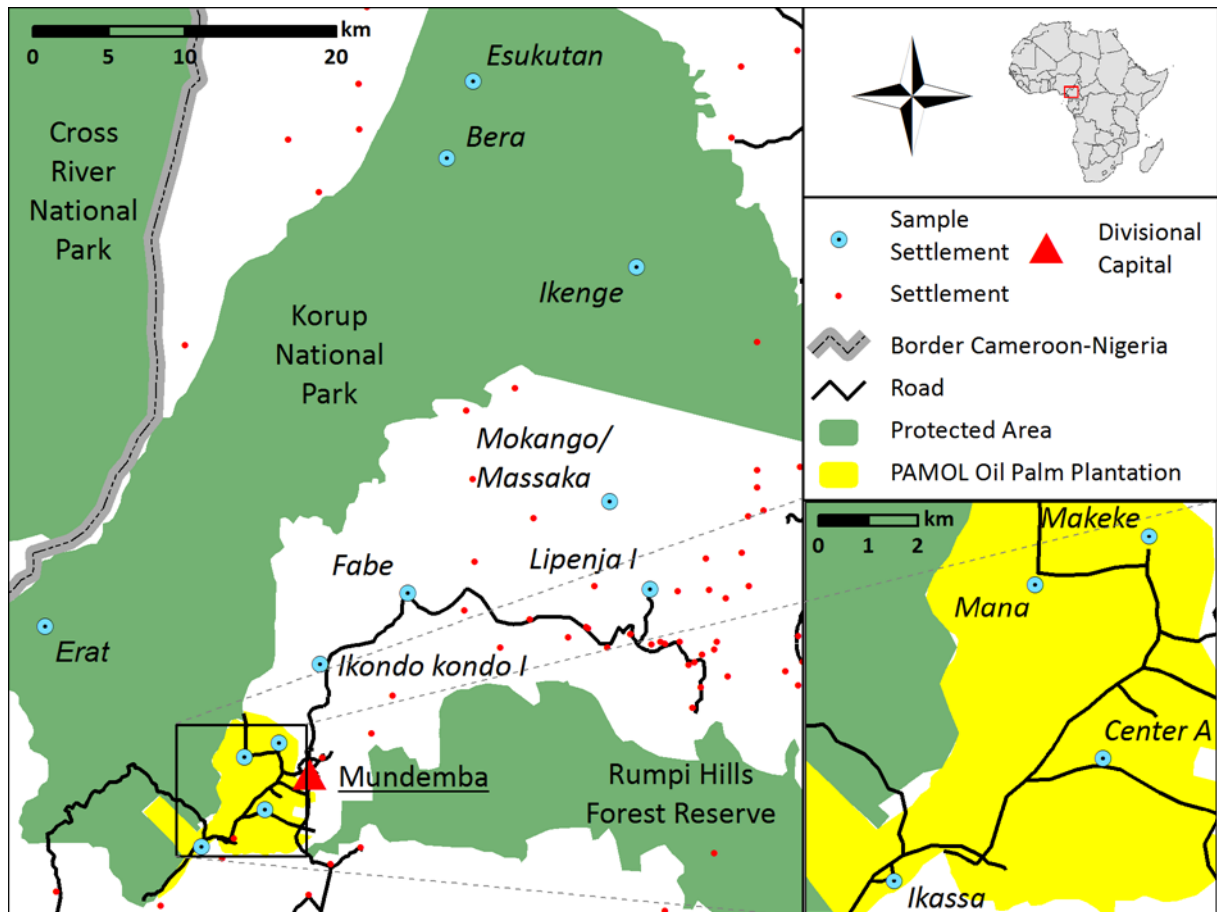 km
0 5 10 20
Esukutan
Bera
Cross
River
National
Park
Ikenge
Korup
National
Park
Mokango/
Massaka
Fabe
Lipenja I
Erat
Ikondo kondo I
Mundemba
Rumpi Hills
Forest Reserve
Sample
Settlement
Divisional
Capital
Settlement
Border Cameroon-Nigeria
Road
Protected Area
PAMOL Oil Palm Plantation
km
0 1 2
Makeke
Mana
Center A
Ikassa